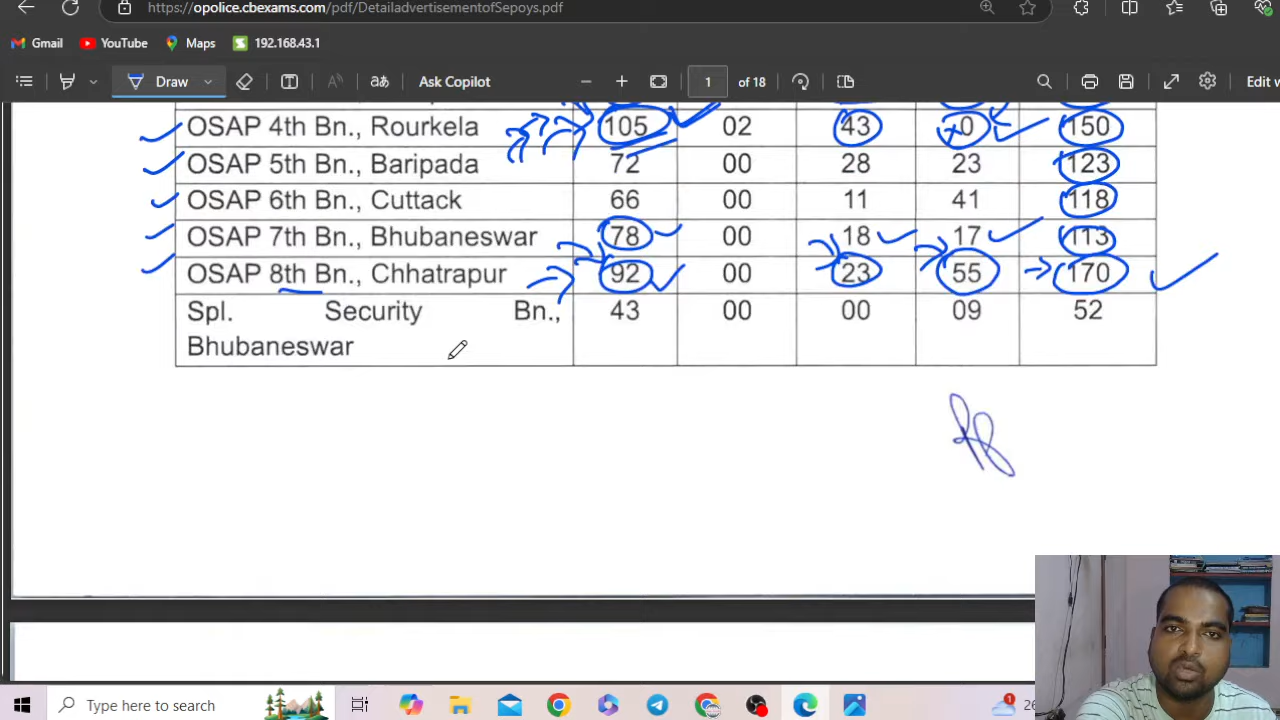 https://opolice.cbexams.com/pdf/DetailadvertisementofSepoys.pdf
Gmail YouTube Maps S 192.168.43.1
Draw T A aあ Ask Copilot 1 of 18 Edit w
OSAP 4th Bn., Rourkela 105 02 43 0 150
OSAP 5th Bn., Baripada 72 00 28 23 123
OSAP 6th Bn., Cuttack 66 00 11 41 118
OSAP 7th Bn., Bhubaneswar 78 00 18 17 113
OSAP 8th Bn., Chhatrapur 92 00 23 55 170
Spl. Security Bn., 43 00 00 09 52
Bhubaneswar
Type here to search 1 26